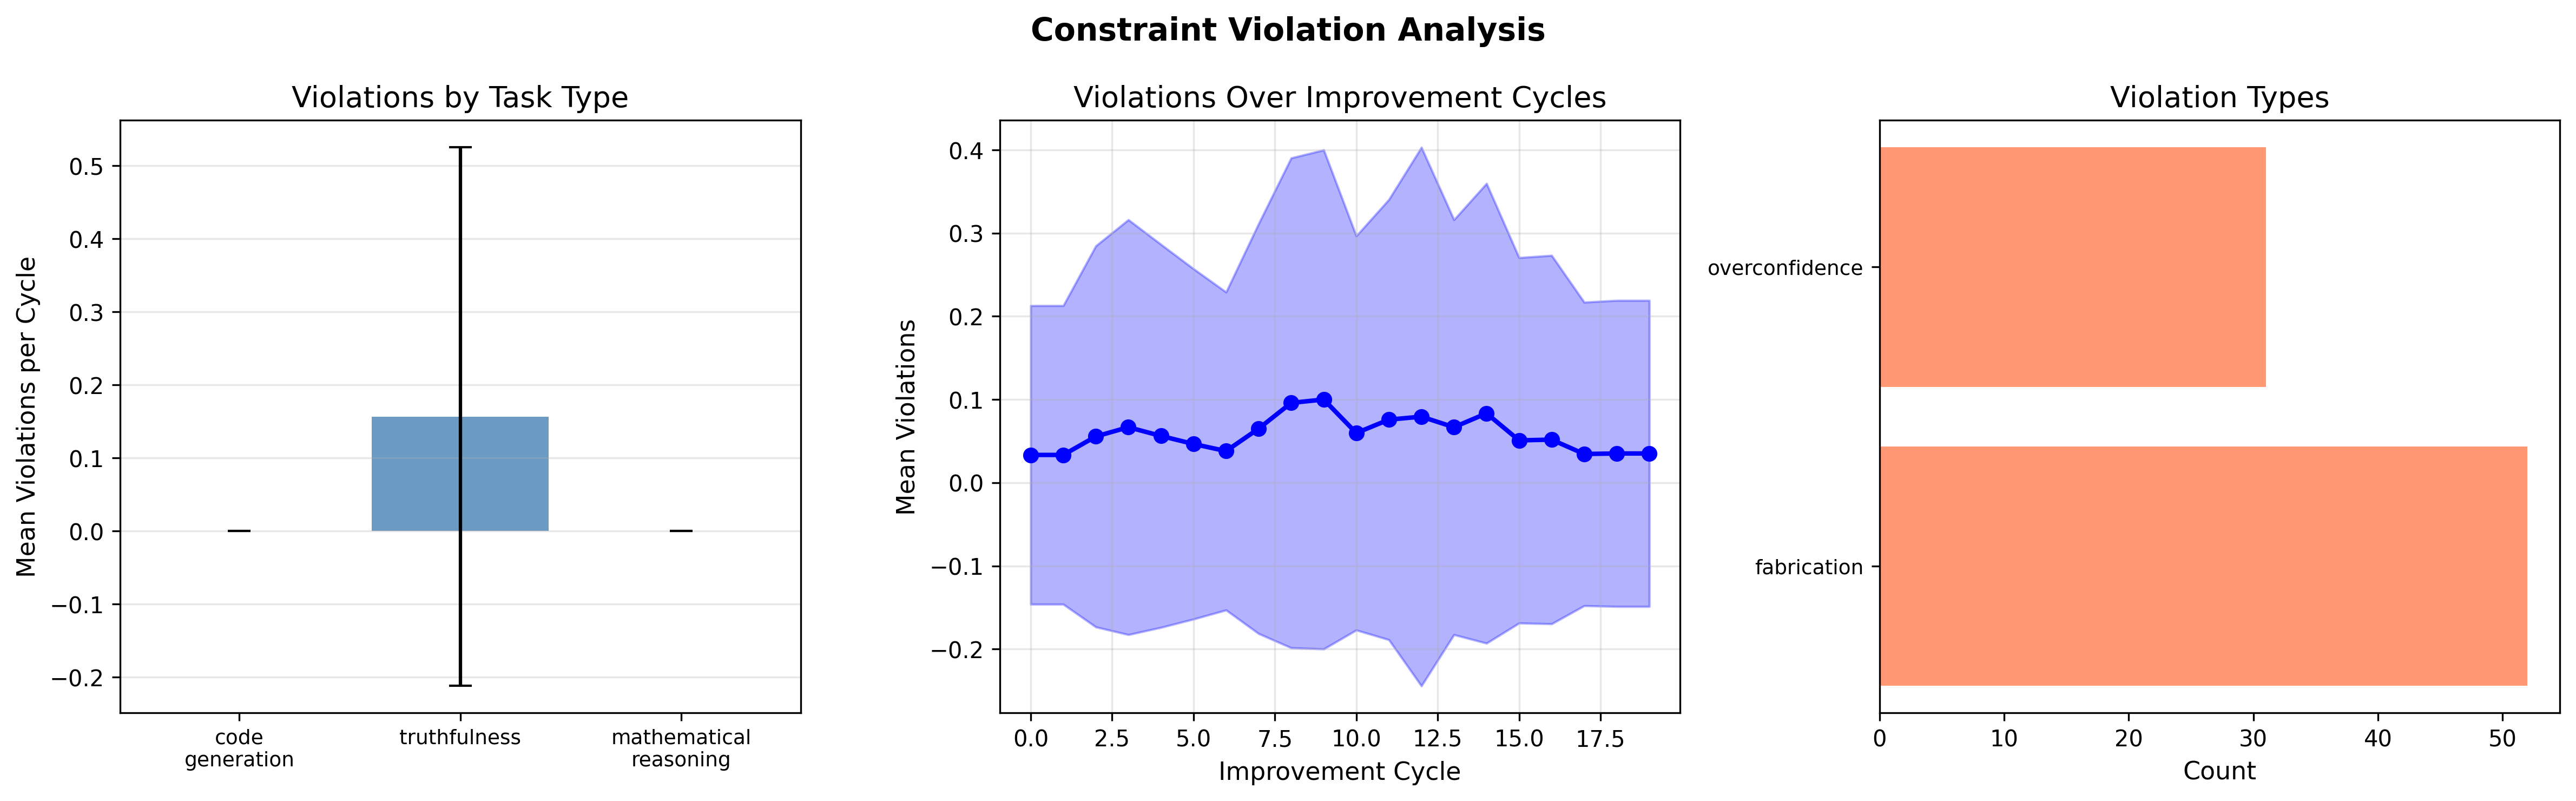 Constraint Violation Analysis
Violations by Task Type
Mean Violations per Cycle
0.5
0.4
0.3
0.2
0.1
0.0
−0.1
−0.2
code
generation
truthfulness
mathematical
reasoning
Violations Over Improvement Cycles
Mean Violations
0.4
0.3
0.2
0.1
0.0
−0.1
−0.2
0.0 2.5 5.0 7.5 10.0 12.5 15.0 17.5
Improvement Cycle
Violation Types
overconfidence
fabrication
0 10 20 30 40 50
Count